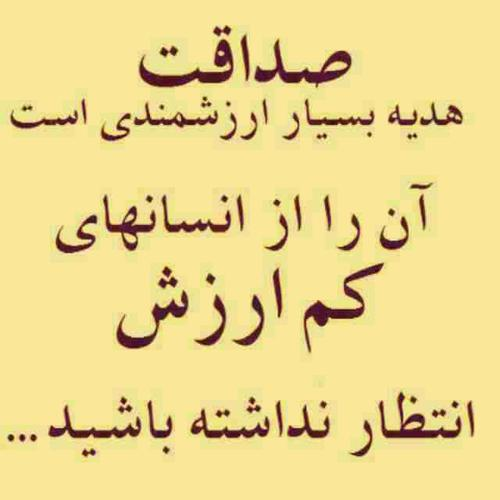 صداقت
هدیه بسیار ارزشمندی است
آن را از انسانهای
کم ارزش
انتظار نداشته باشید...